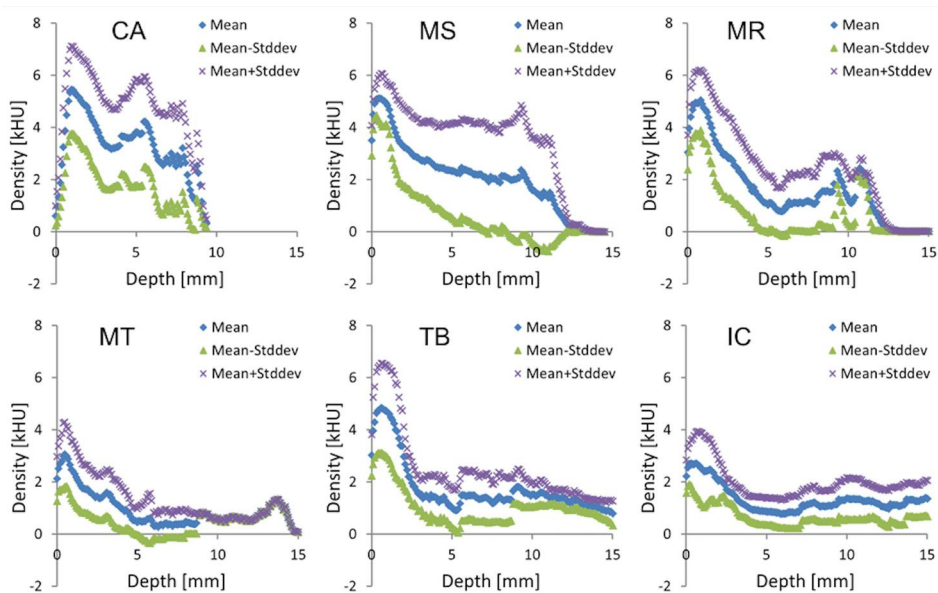 CA
Mean
Mean-Stddev
Mean+Stddev
Density [kHU]
8
6
4
2
0
-2
0
5
10
15
Depth [mm]
MS
Mean
Mean-Stddev
Mean+Stddev
Density [kHU]
8
6
4
2
0
-2
0
5
10
15
Depth [mm]
MR
Mean
Mean-Stddev
Mean+Stddev
Density [kHU]
8
6
4
2
0
-2
0
5
10
15
Depth [mm]
MT
Mean
Mean-Stddev
Mean+Stddev
Density [kHU]
8
6
4
2
0
-2
0
5
10
15
Depth [mm]
TB
Mean
Mean-Stddev
Mean+Stddev
Density [kHU]
8
6
4
2
0
-2
0
5
10
15
Depth [mm]
IC
Mean
Mean-Stddev
Mean+Stddev
Density [kHU]
8
6
4
2
0
-2
0
5
10
15
Depth [mm]